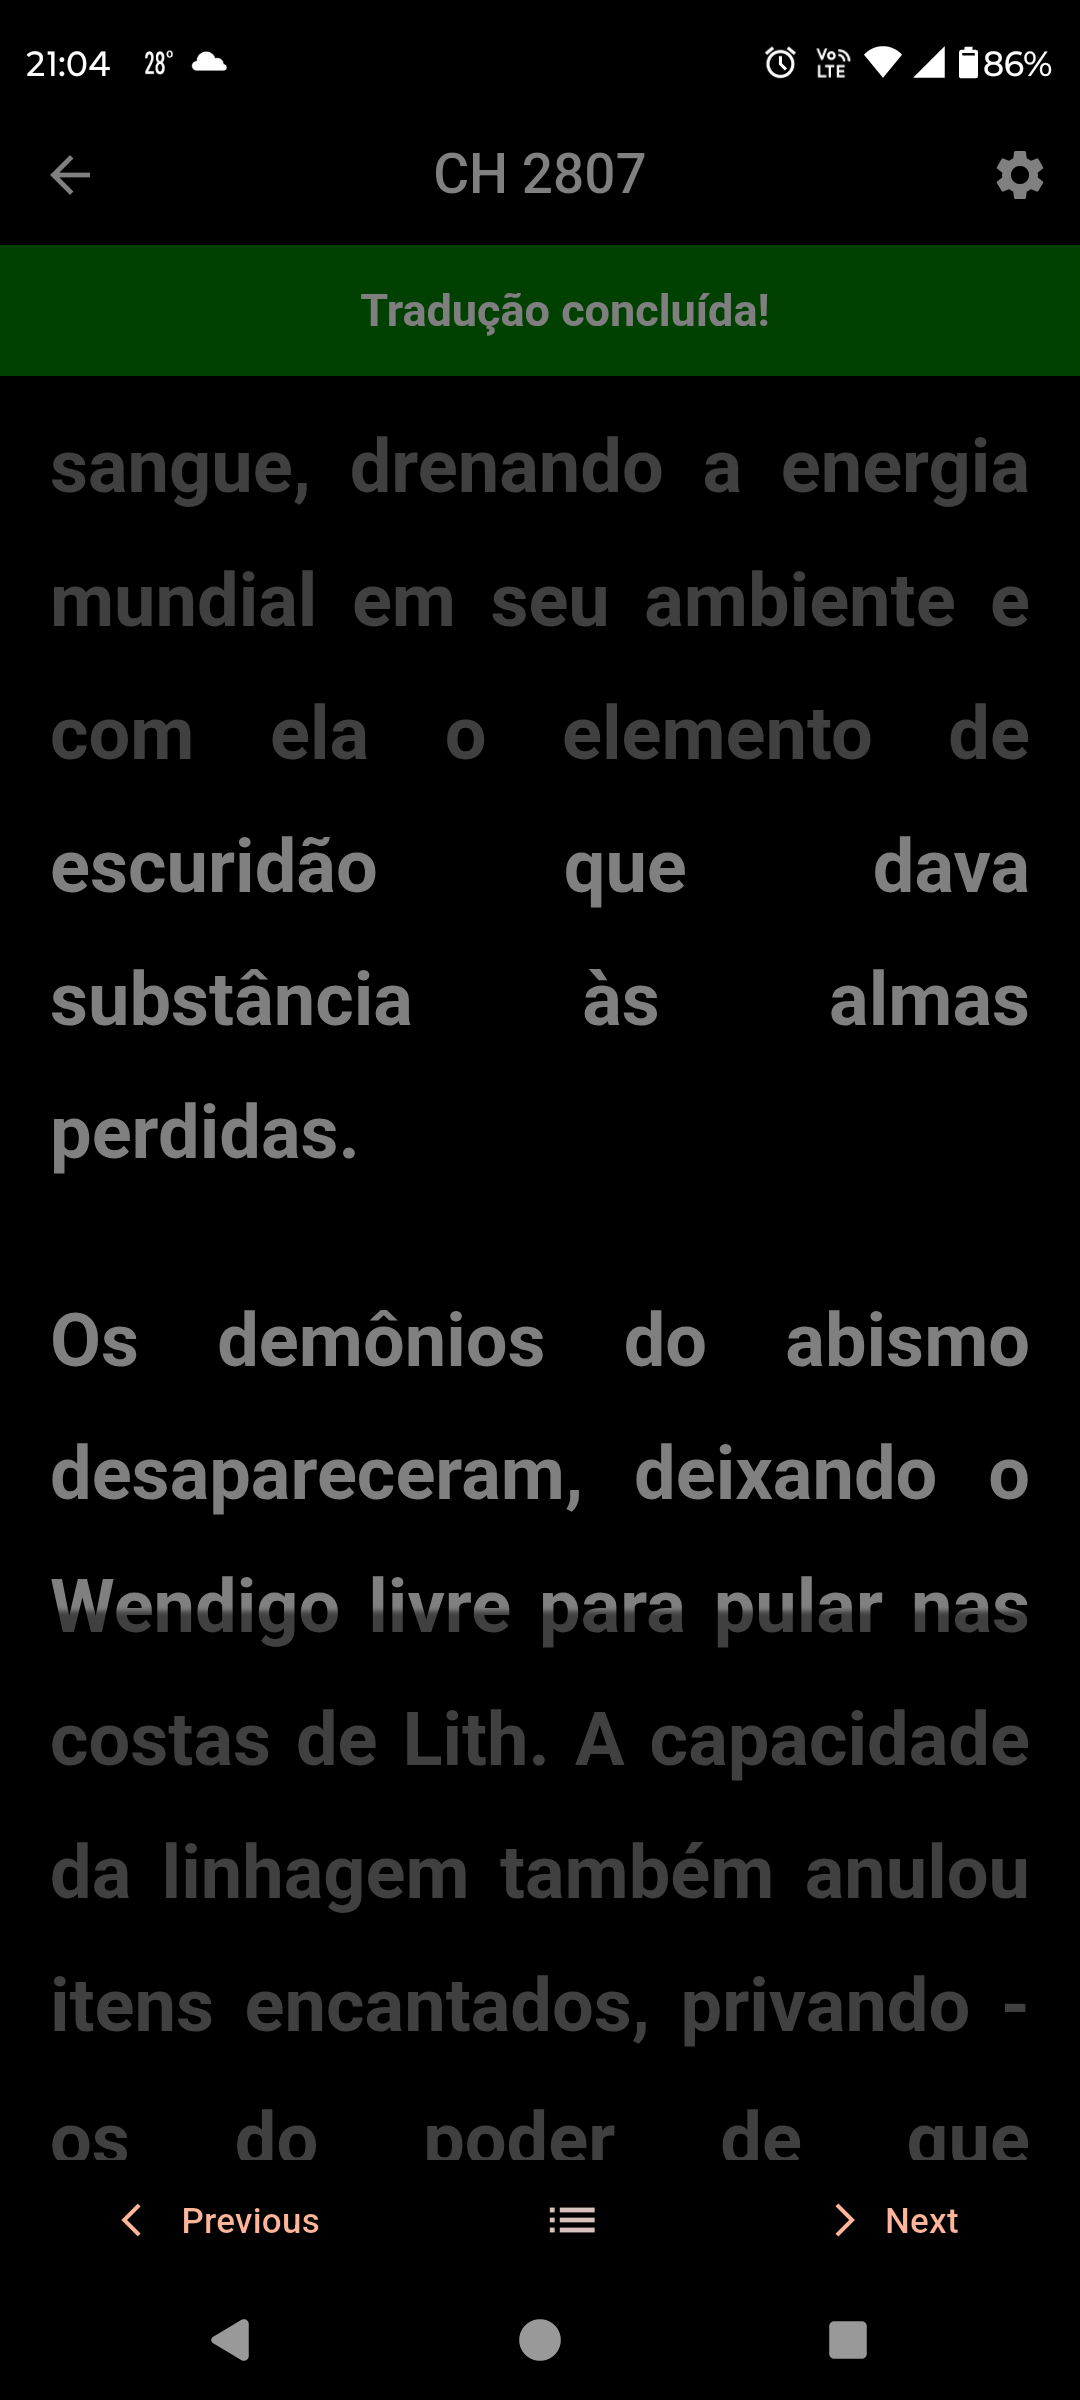 21:04 28° VoLTE 86%
CH 2807
Tradução concluída!
sangue, drenando a energia
mundial em seu ambiente e
com ela o elemento de
escuridão que dava
substância às almas
perdidas.
Os demônios do abismo
desapareceram, deixando o
Wendigo livre para pular nas
costas de Lith. A capacidade
da linhagem também anulou
itens encantados, privando -
os do poder de que
Previous
Next